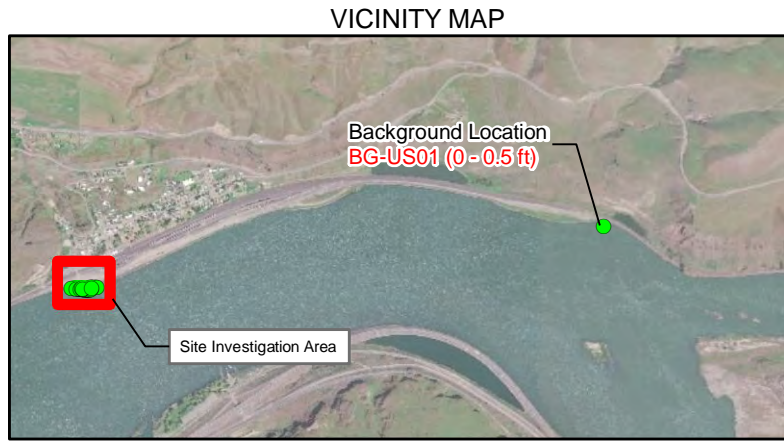 VICINITY MAP
Background Location
BG-US01 (0 - 0.5 ft)
Site Investigation Area